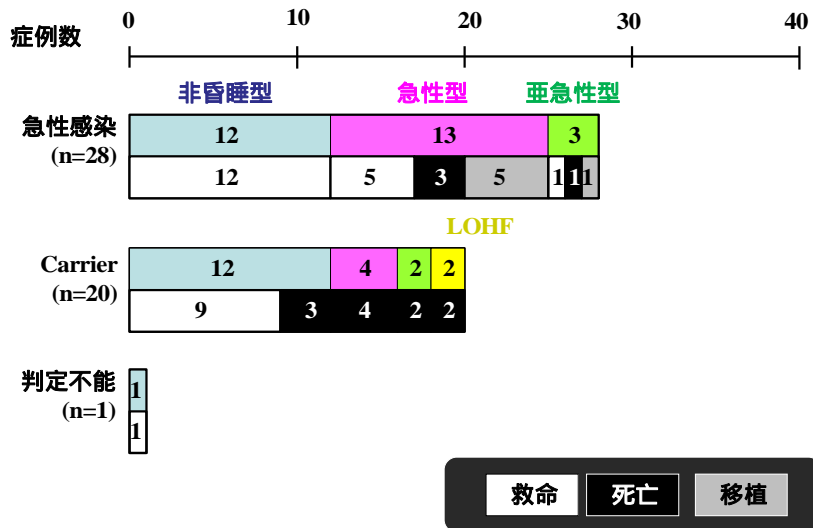 0 10 20 30 40
症例数
非昏睡型 急性型 亜急性型
急性感染
(n=28)
12 13 3
12 5 3 5 1 1 1
LOHF
Carrier
(n=20)
12 4 2 2
9 3 4 2 2
判定不能
(n=1)
1
1
救命 死亡 移植